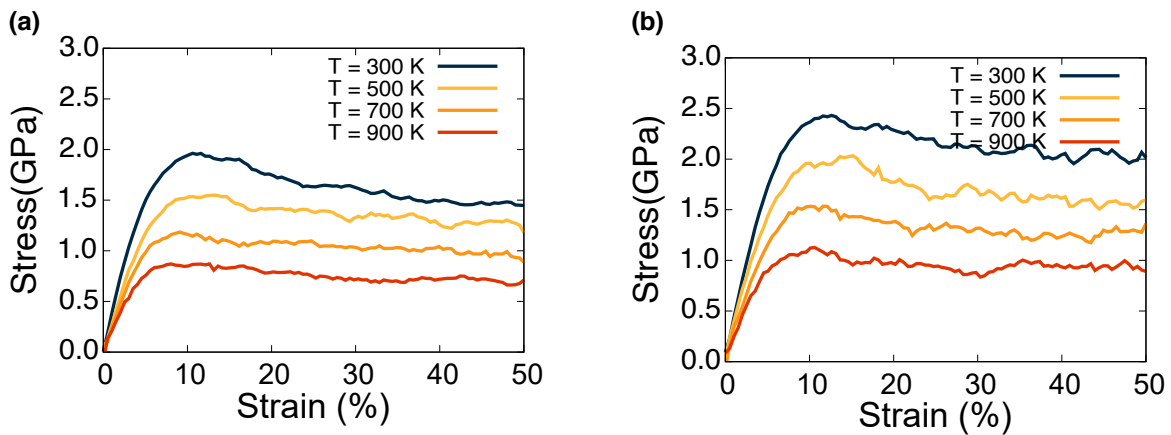 (a)
3.0
2.5
2.0
1.5
1.0
0.5
0.0
Stress(GPa)
T = 300 K
T = 500 K
T = 700 K
T = 900 K
0 10 20 30 40 50
Strain (%)
(b)
3.0
2.5
2.0
1.5
1.0
0.5
0.0
Stress(GPa)
T = 300 K
T = 500 K
T = 700 K
T = 900 K
0 10 20 30 40 50
Strain (%)